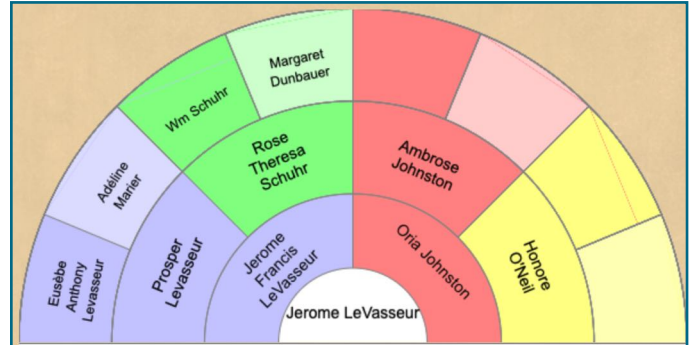 Margaret
Dunbauer
Wm Schuhr
Rose
Theresa
Schuhr
Ambrose
Johnston
Adéline
Marier
Eusèbe
Anthony
Levasseur
Prosper
Levasseur
Jerome
Francis
LeVasseur
Oria Johnston
Honore
O'Neil
Jerome LeVasseur